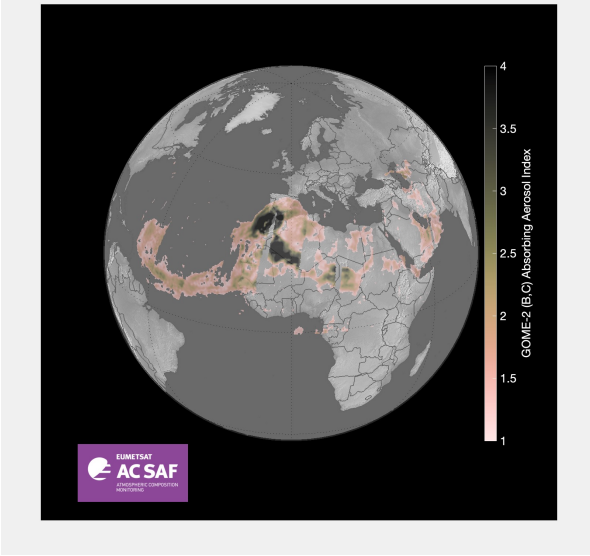 4
3.5
3
2.5
2
1.5
1
GOME-2 (B,C) Absorbing Aerosol Index
EUMETSAT
AC SAF
ATMOSPHERIC COMPOSITION
MONITORING